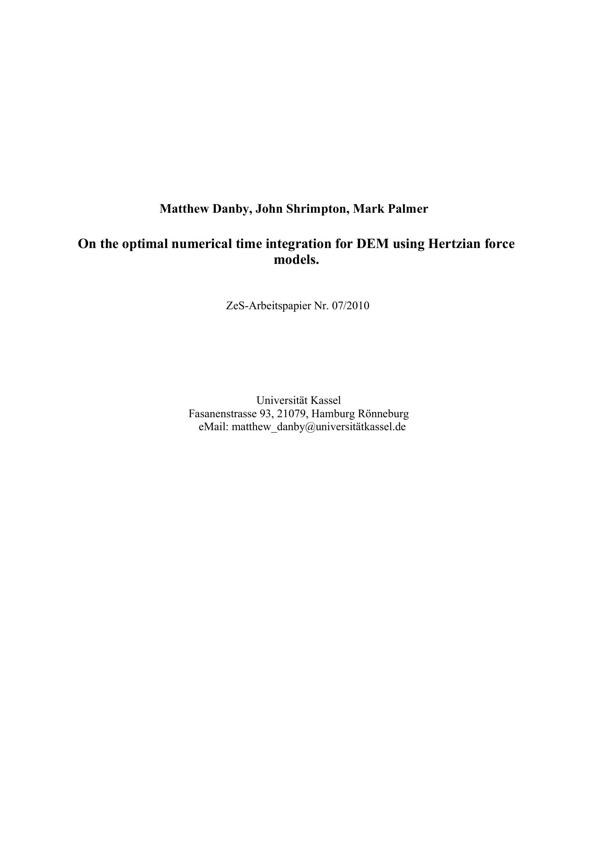 Matthew Danby, John Shrimpton, Mark Palmer
On the optimal numerical time integration for DEM using Hertzian force
models.
ZeS-Arbeitspapier Nr. 07/2010
Universität Kassel
Fasanenstrasse 93, 21079, Hamburg Rönneburg
eMail: matthew_danby@universitätkassel.de